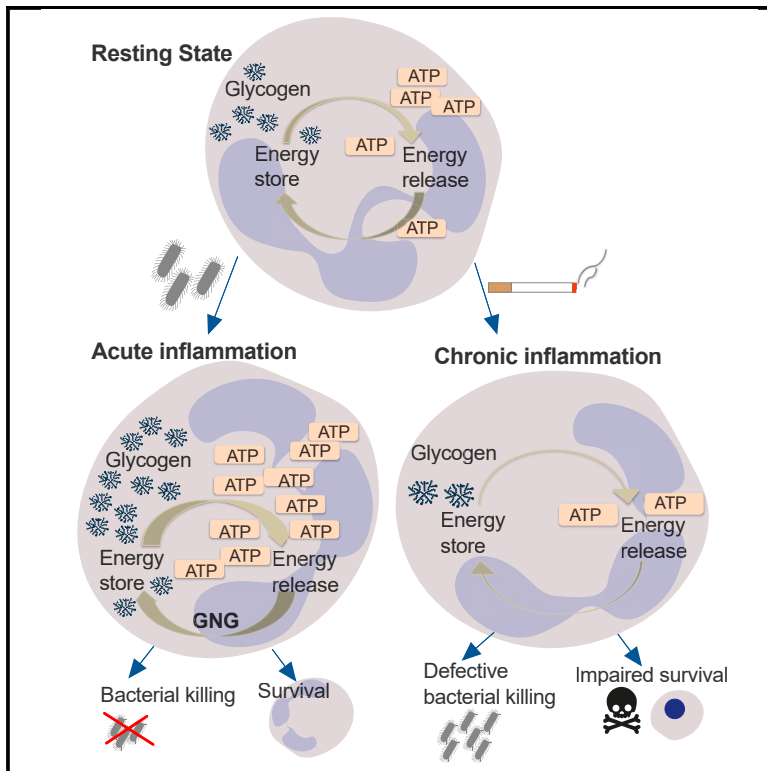 Resting State
Glycogen
ATP
ATP
ATP
ATP
Energy
store
Energy
release
ATP
Acute inflammation
Chronic inflammation
Glycogen
ATP
ATP
ATP
ATP
ATP
ATP
ATP
ATP
ATP
ATP
Energy
store
Energy
release
GNG
Glycogen
Energy
store
ATP
ATP
Energy
release
Bacterial killing
Survival
Defective
bacterial killing
Impaired survival